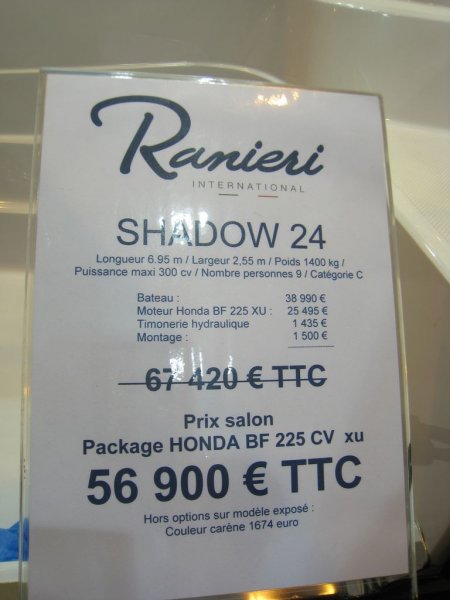 Ranieri
INTERNATIONAL
SHADOW 24
Longueur 6.95 m / Largeur 2,55 m / Poids 1400 kg /
Puissance maxi 300 cv / Nombre personnes 9 / Catégorie C
Bateau : 38 990 €
Moteur Honda BF 225 XU : 25 495 €
Timonerie hydraulique 1 435 €
Montage : 1 500 €
67 420 € TTC
Prix salon
Package HONDA BF 225 CV xu
56 900 € TTC
Hors options sur modèle exposé :
Couleur carène 1674 euro